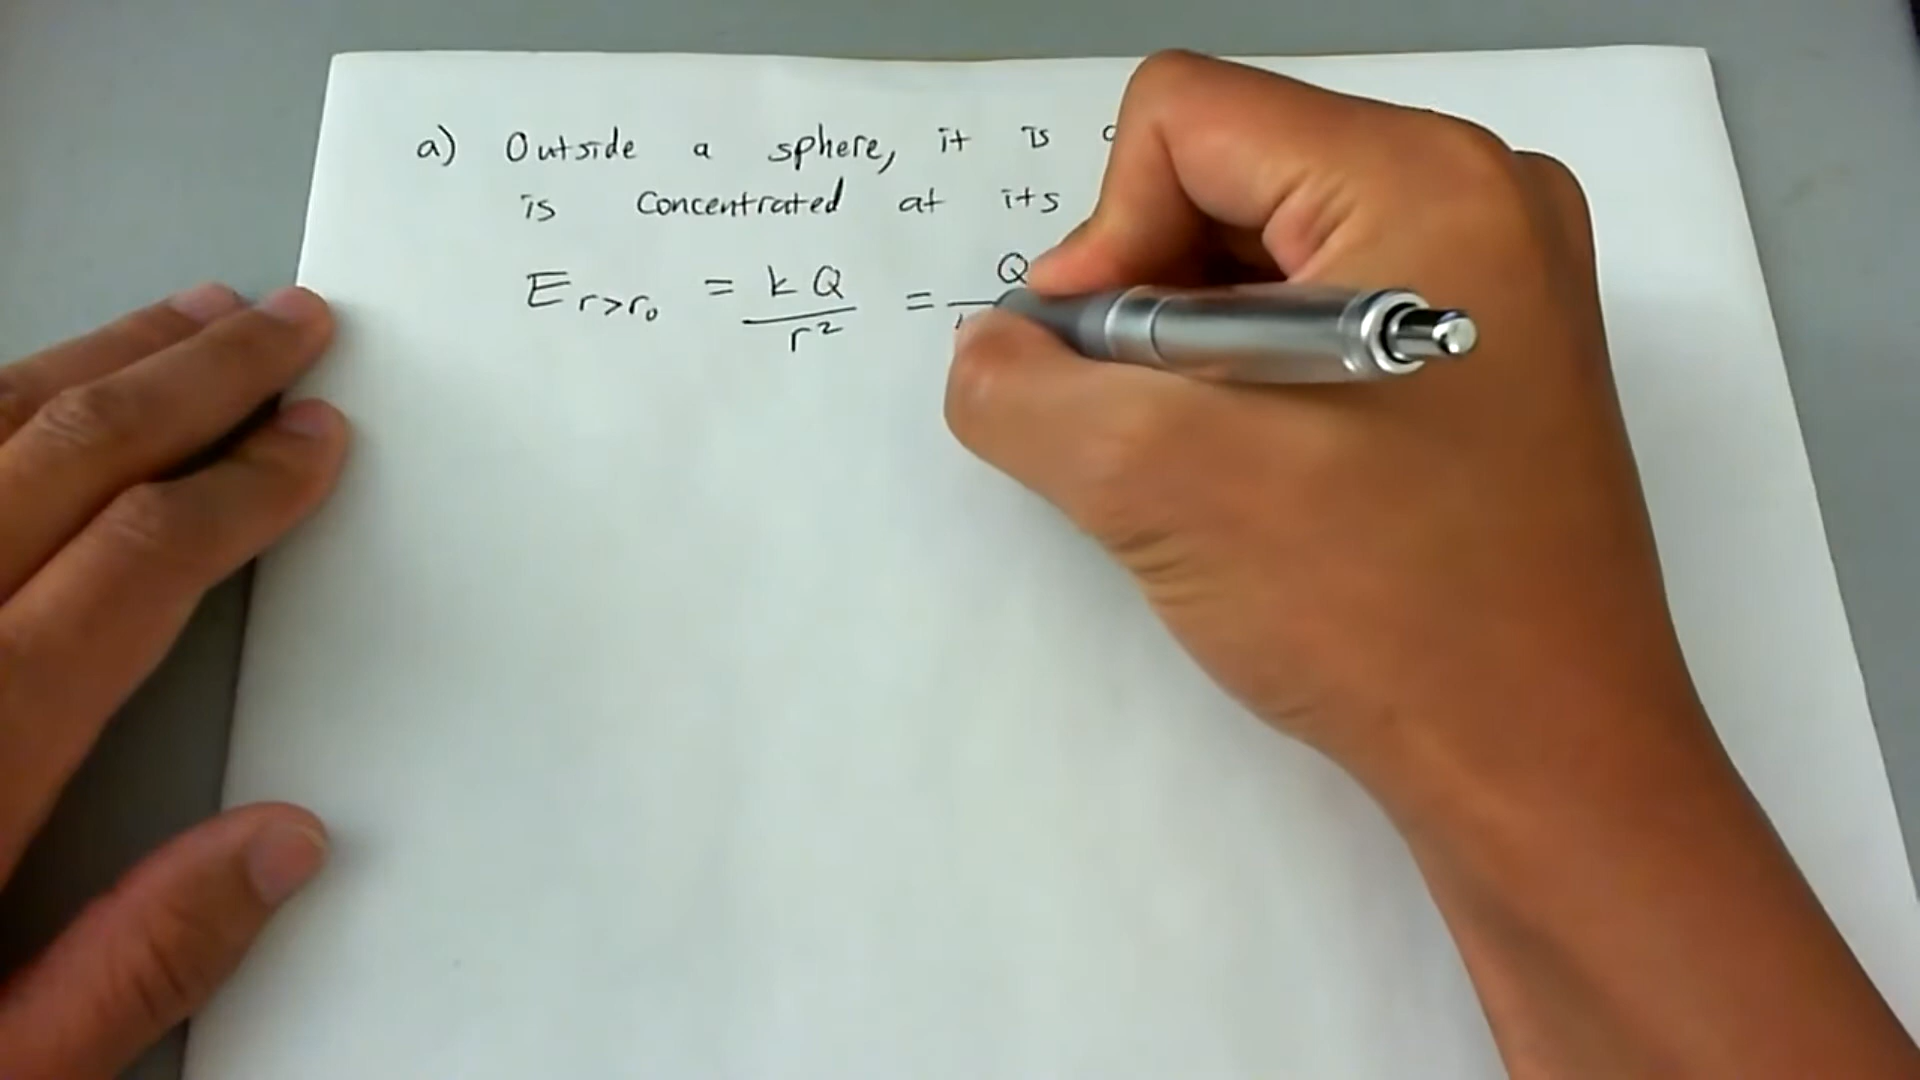 a) Outside a sphere, it is
is concentrated at its
E r>r₀ = kQ/r² = Q